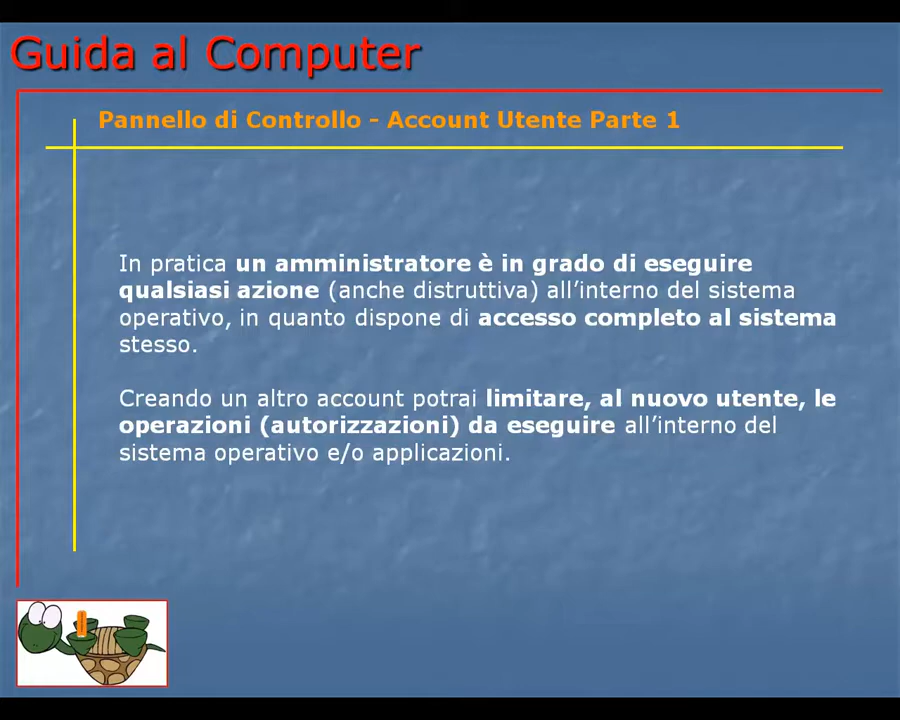 Guida al Computer
Pannello di Controllo - Account Utente Parte 1
In pratica un amministratore è in grado di eseguire
qualsiasi azione (anche distruttiva) all’interno del sistema
operativo, in quanto dispone di accesso completo al sistema
stesso.
Creando un altro account potrai limitare, al nuovo utente, le
operazioni (autorizzazioni) da eseguire all’interno del
sistema operativo e/o applicazioni.